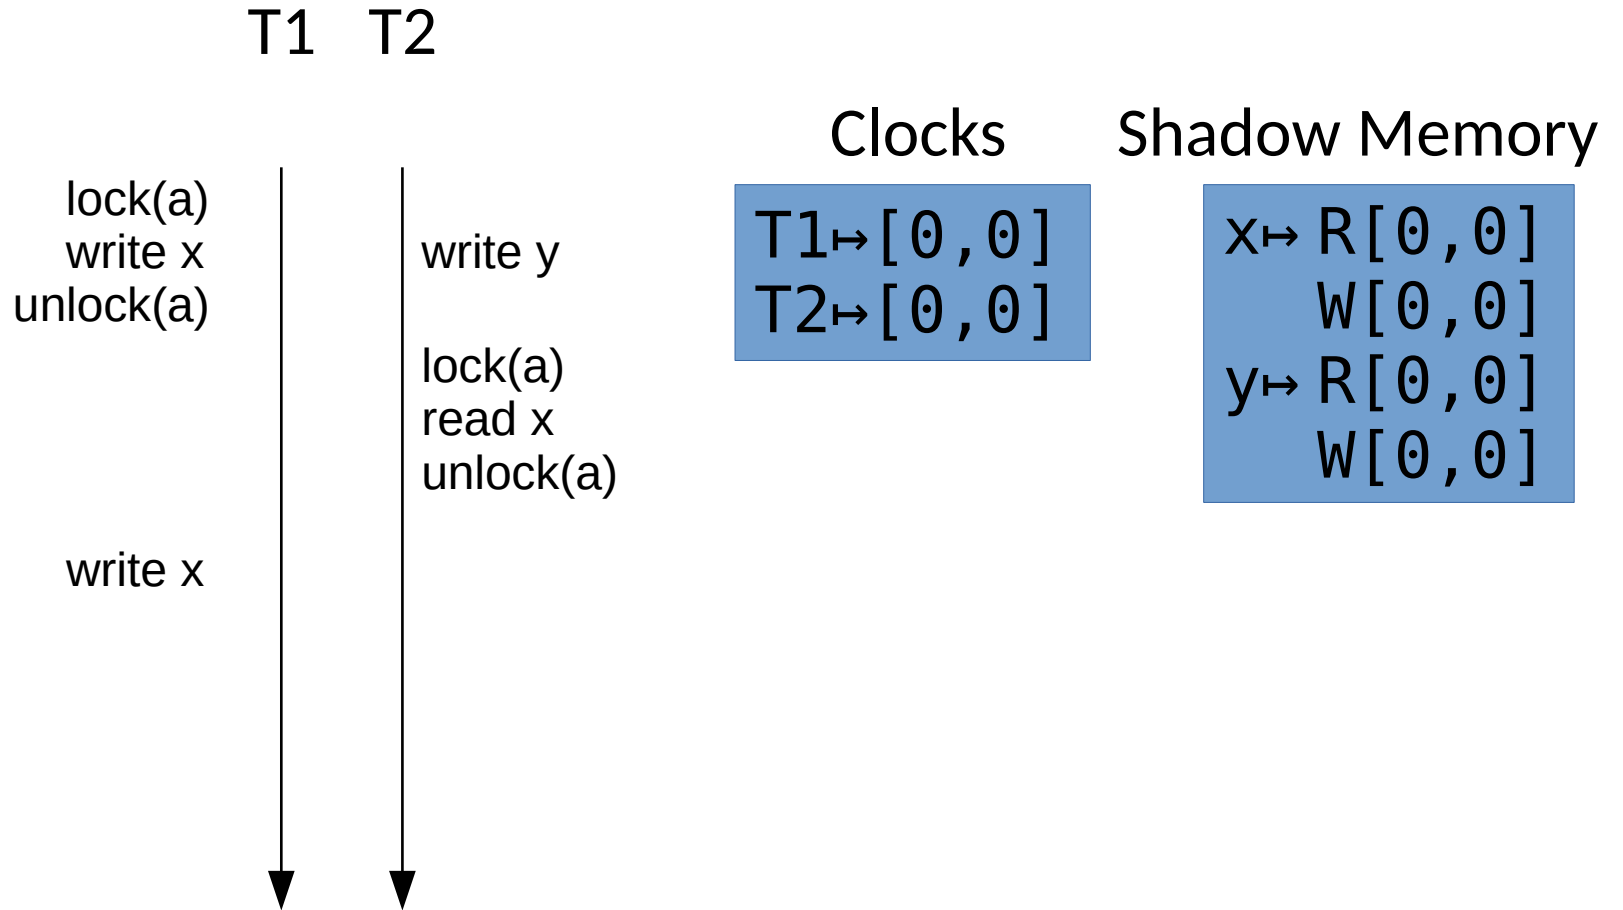 T1 T2
Clocks Shadow Memory
lock(a)
write x
unlock(a)
write y
lock(a)
read x
unlock(a)
write x
T1↦[0,0]
T2↦[0,0]
x↦ R[0,0]
W[0,0]
y↦ R[0,0]
W[0,0]